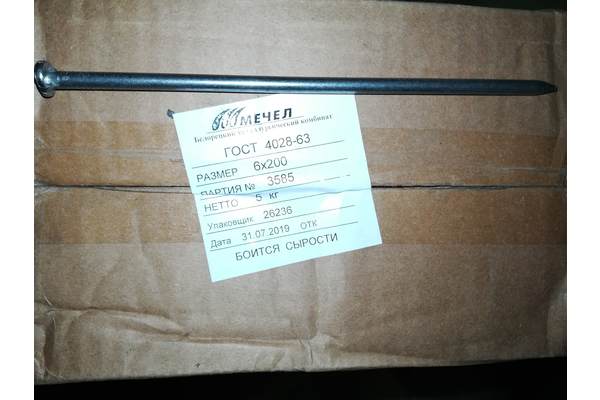 МЕЧЕЛ
Белорецкий металлургический комбинат
ГОСТ 4028-63
РАЗМЕР 6х200
ПАРТИЯ № 3585
НЕТТО 5 кг
Упаковщик 26236
Дата 31.07.2019 ОТК
БОИТСЯ СЫРОСТИ